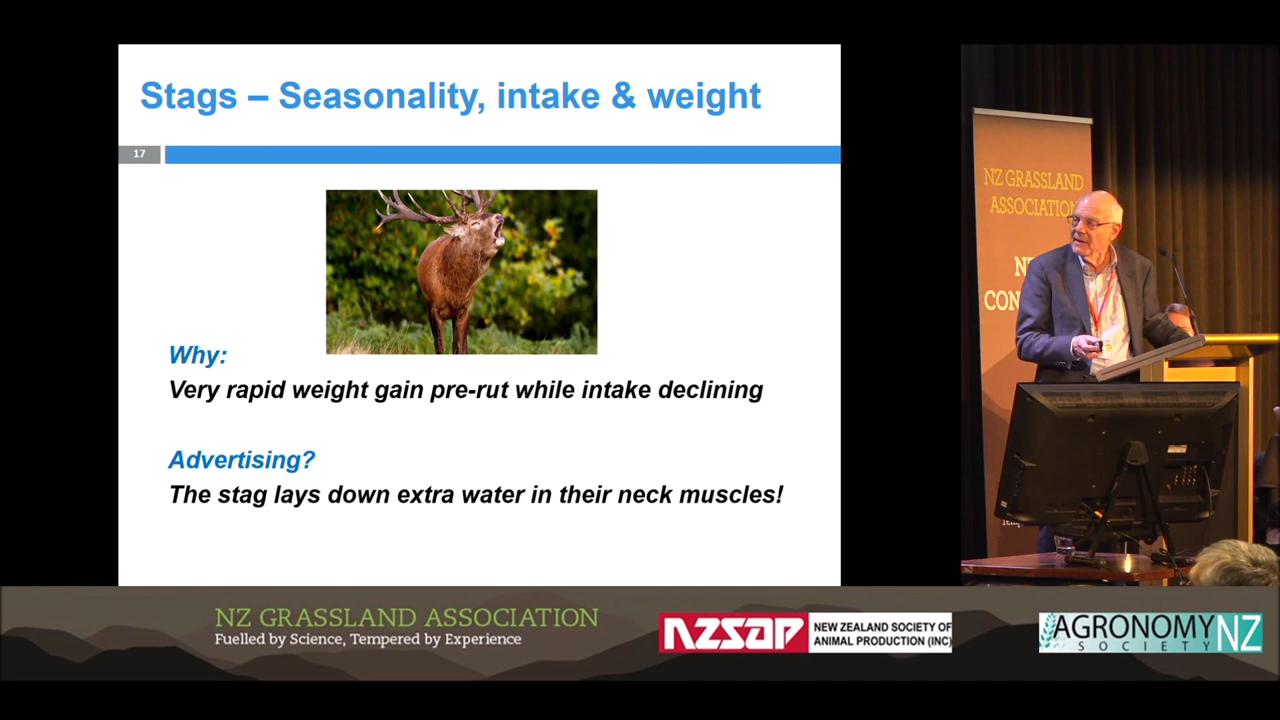 Stags – Seasonality, intake & weight
17
Why:
Very rapid weight gain pre-rut while intake declining
Advertising?
The stag lays down extra water in their neck muscles!
NZ GRASSLAND
ASSOCIATION
CON
NZ GRASSLAND ASSOCIATION
Fuelled by Science, Tempered by Experience
NZSAP
NEW ZEALAND SOCIETY OF
ANIMAL PRODUCTION (INC)
AGRONOMY NZ
SOCIETY